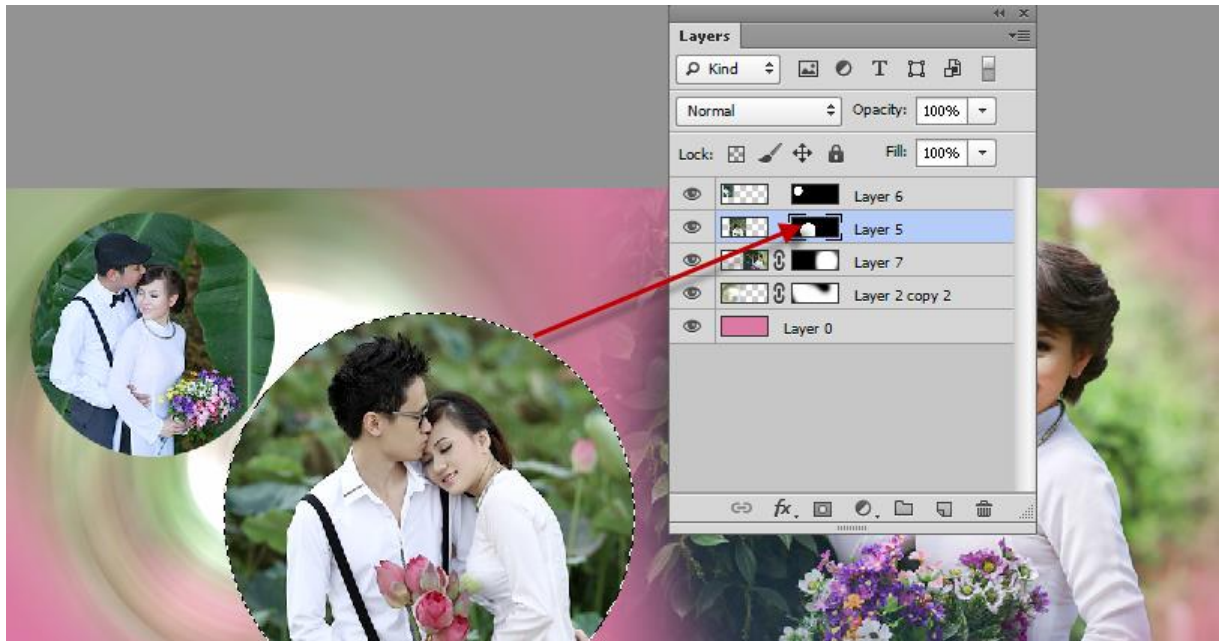 Layers
Kind T
Normal Opacity: 100%
Lock: Fill: 100%
Layer 6
Layer 5
Layer 7
Layer 2 copy 2
Layer 0
fx